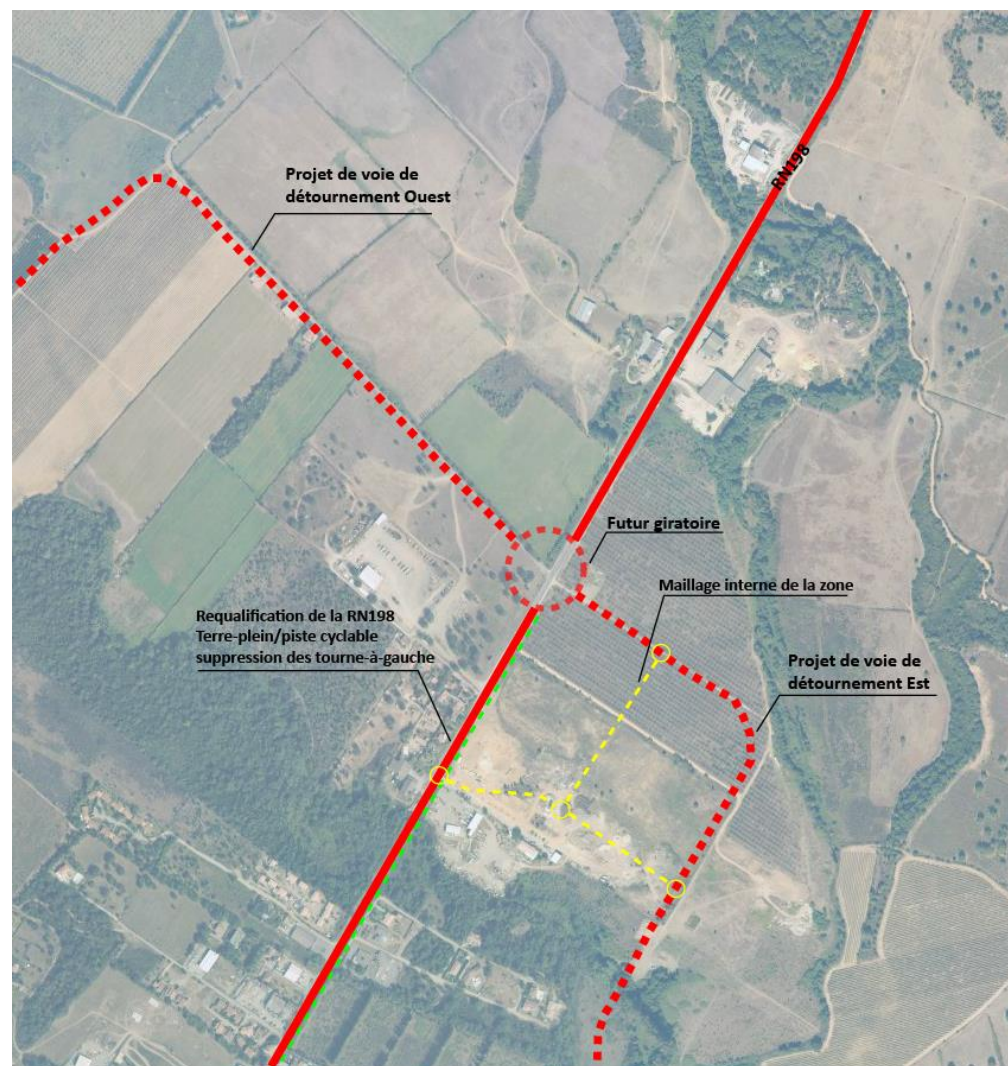 Projet de voie de
détournement Ouest
RN198
Futur giratoire
Maillage interne de la zone
Requalification de la RN198
Terre-plein/piste cyclable
suppression des tourne-à-gauche
Projet de voie de
détournement Est